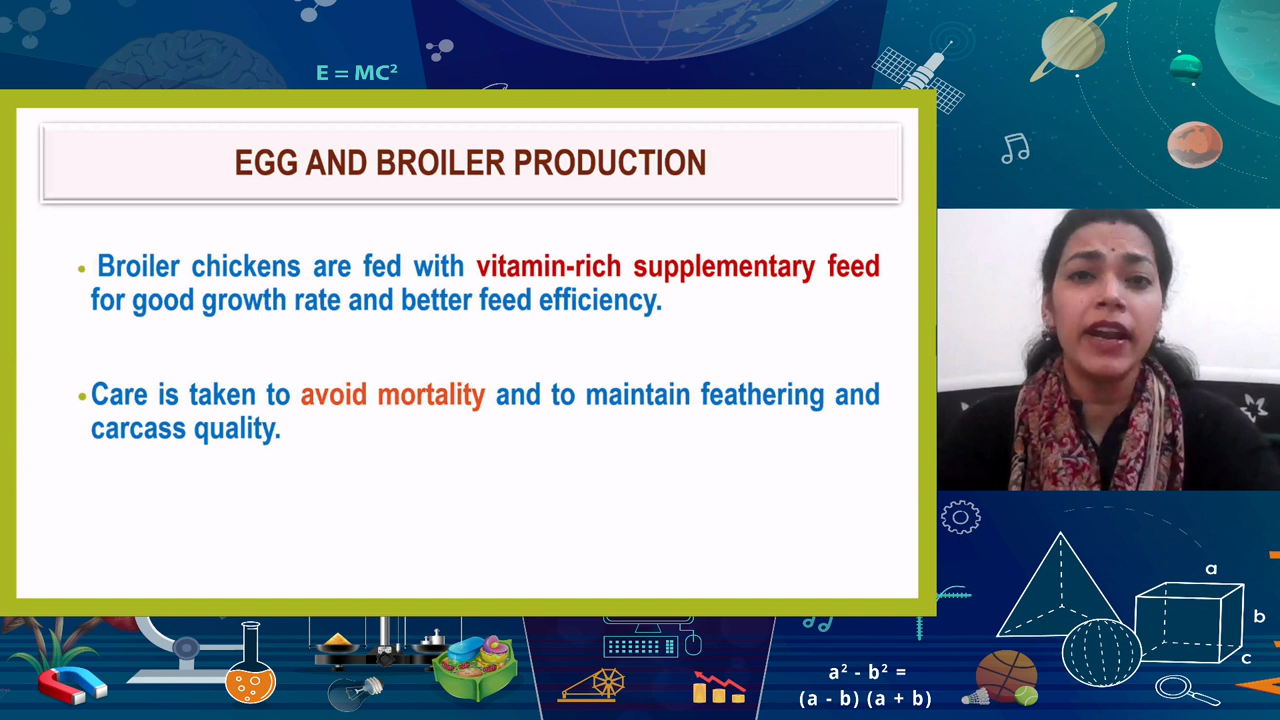 E = MC²
EGG AND BROILER PRODUCTION
• Broiler chickens are fed with vitamin-rich supplementary feed
for good growth rate and better feed efficiency.
• Care is taken to avoid mortality and to maintain feathering and
carcass quality.
a
b
c
a² - b² =
(a - b) (a + b)